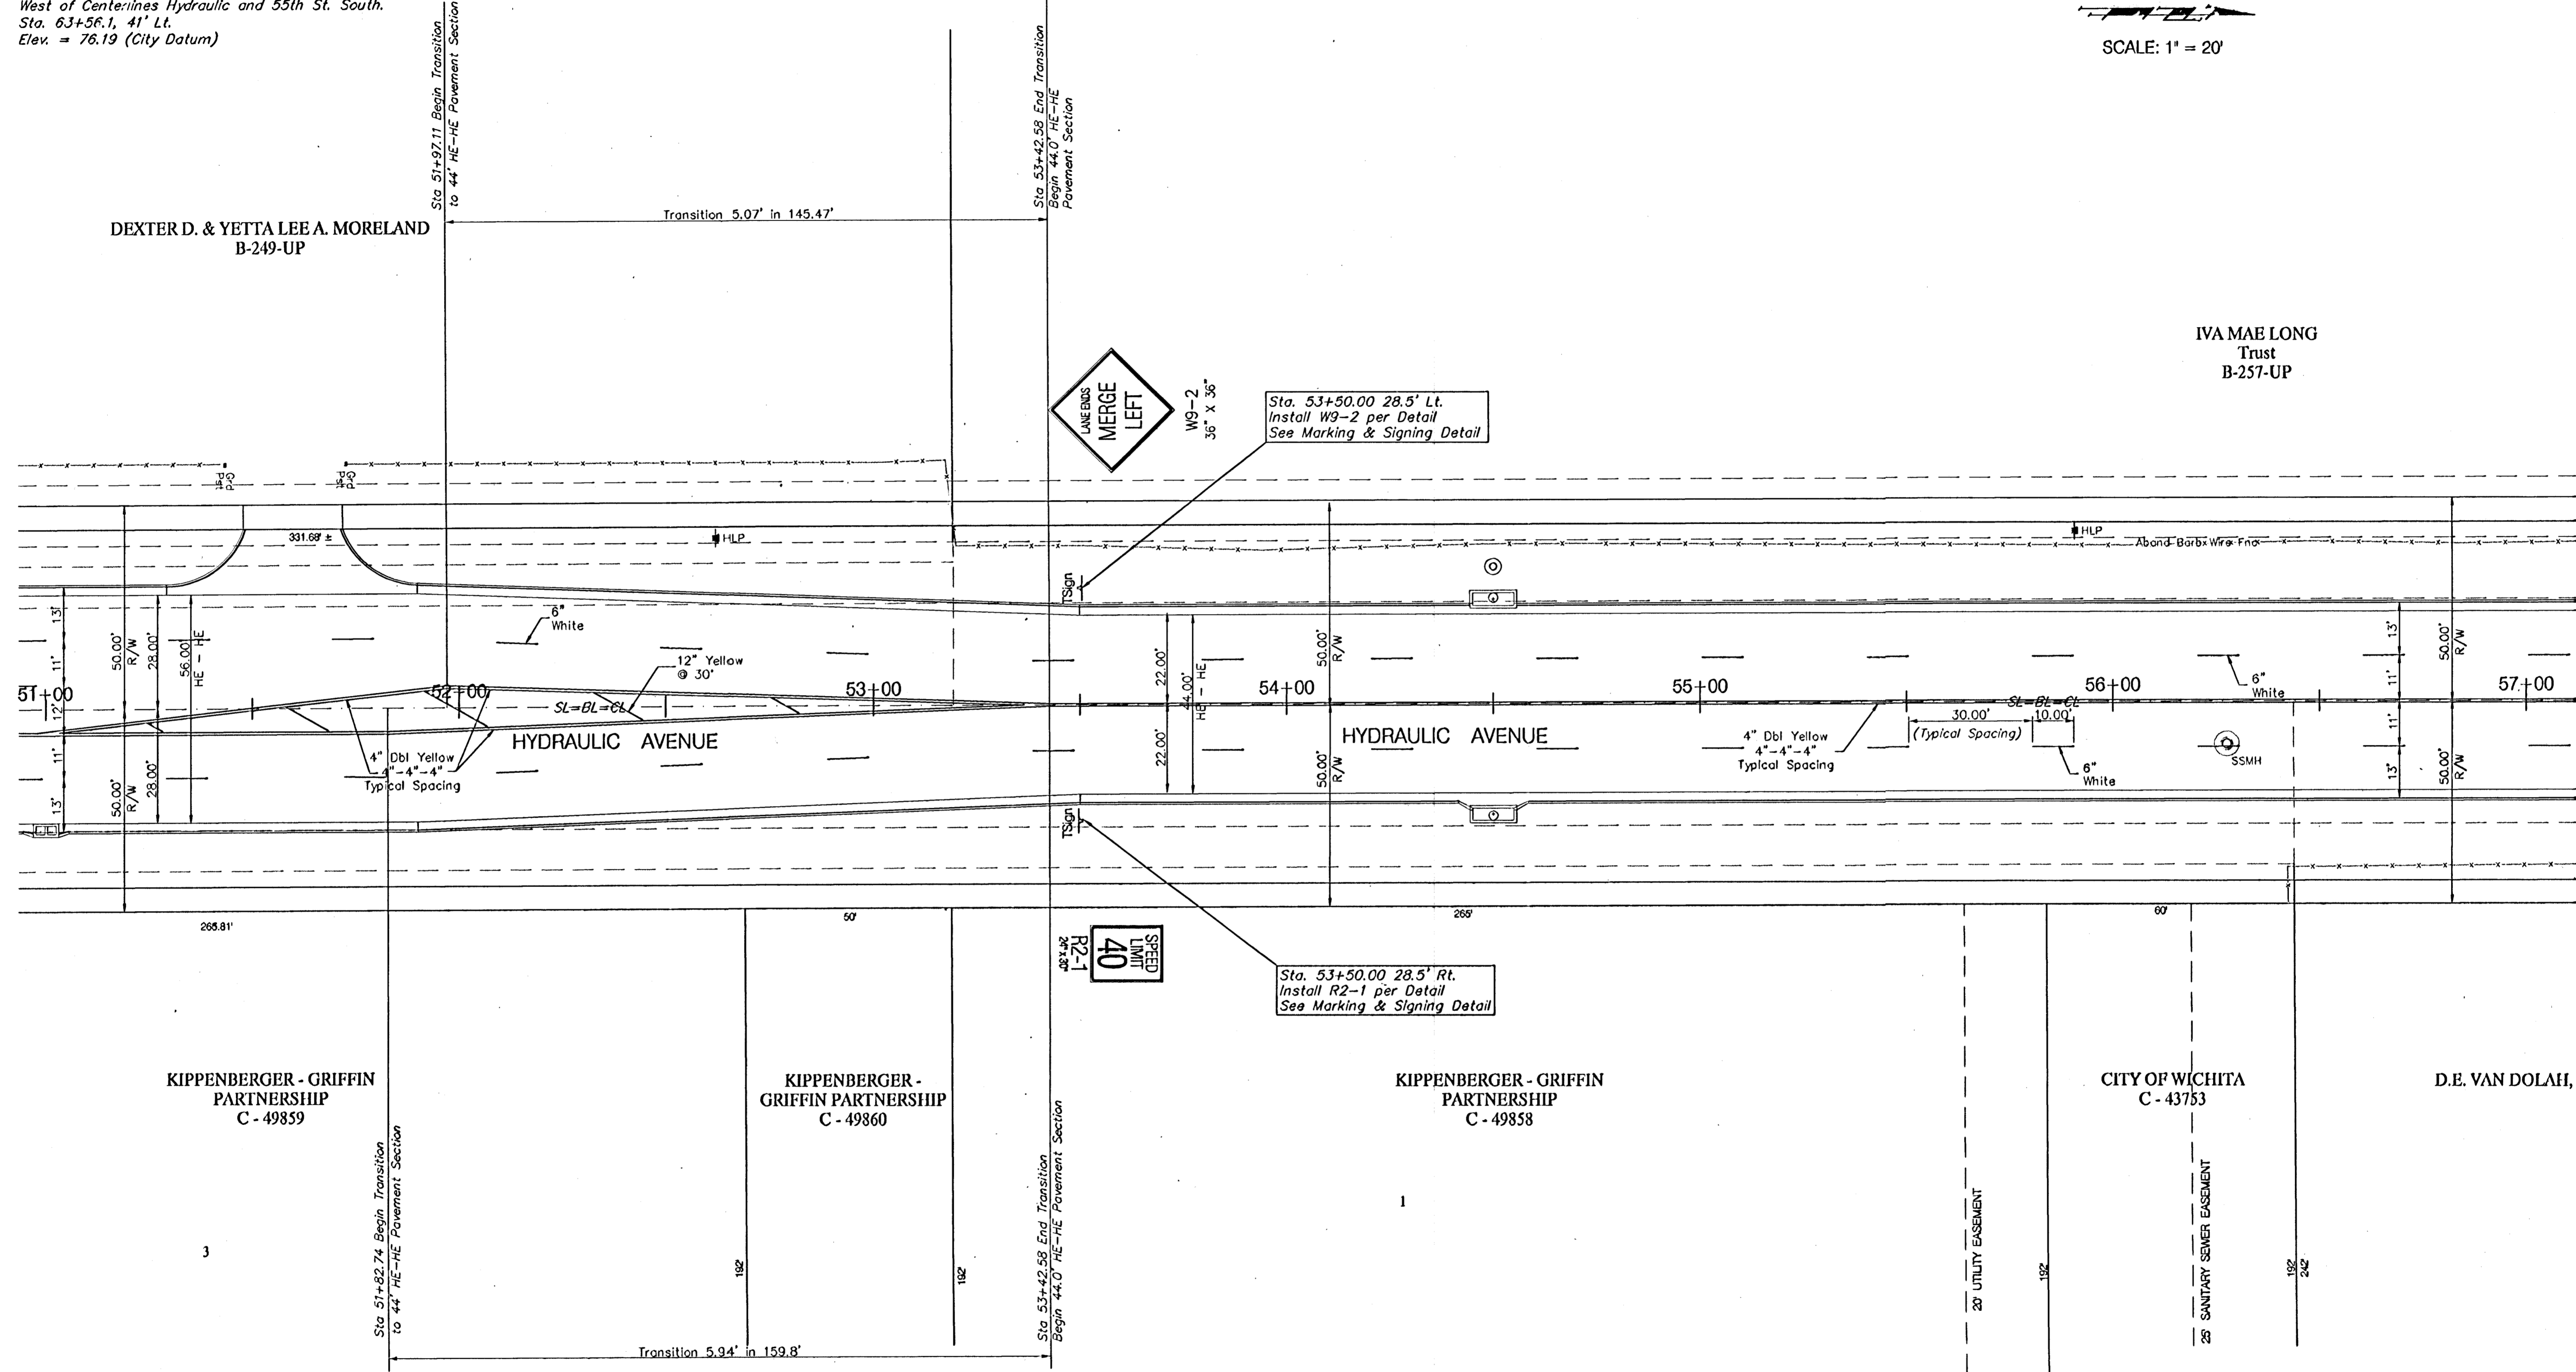 West of Centerlines Hydraulic and 55th St. South.
Sta. 63+56.1, 41' Lt.
Elev. = 76.19 (City Datum)
SCALE: 1" = 20'
Sta 51+97.11 Begin Transition
to 44' HE-HE Pavement Section
Sta 53+42.58 End Transition
Begin 44.0' HE-HE
Pavement Section
Transition 5.07' in 145.47'
DEXTER D. & YETTA LEE A. MORELAND
B-249-UP
IVA MAE LONG
Trust
B-257-UP
LANE ENDS
MERGE
LEFT
W9-2
36" X 36"
Sta. 53+50.00 28.5' Lt.
Install W9-2 per Detail
See Marking & Signing Detail
Grd
Pst
Grd
Pst
331.68' ±
HLP
HLP
Aband Barbx Wire Fnc
TSign
13'
11'
12'
11'
13'
50.00'
R/W
50.00'
R/W
28.00'
28.00'
56.00'
HE - HE
6"
White
12" Yellow
@ 30'
51+00
52+00
53+00
54+00
55+00
56+00
57+00
SL=BL=CL
SL=BL=CL
HYDRAULIC AVENUE
HYDRAULIC AVENUE
4" Dbl Yellow
4"-4"-4"
Typical Spacing
22.00'
22.00'
44.00'
HE - HE
50.00'
R/W
50.00'
R/W
4" Dbl Yellow
4"-4"-4"
Typical Spacing
30.00'
10.00'
(Typical Spacing)
6"
White
6"
White
SSMH
13'
11'
11'
13'
50.00'
R/W
50.00'
R/W
TSign
265.81'
50'
265'
60'
SPEED
LIMIT
40
R2-1
24" x 30"
Sta. 53+50.00 28.5' Rt.
Install R2-1 per Detail
See Marking & Signing Detail
KIPPENBERGER - GRIFFIN
PARTNERSHIP
C - 49859
KIPPENBERGER -
GRIFFIN PARTNERSHIP
C - 49860
KIPPENBERGER - GRIFFIN
PARTNERSHIP
C - 49858
CITY OF WICHITA
C - 43753
D.E. VAN DOLAH,
3
1
Sta 51+82.74 Begin Transition
to 44' HE-HE Pavement Section
192'
192'
Sta 53+42.58 End Transition
Begin 44.0' HE-HE Pavement Section
20' UTILITY EASEMENT
192'
25' SANITARY SEWER EASEMENT
192'
242'
Transition 5.94' in 159.8'